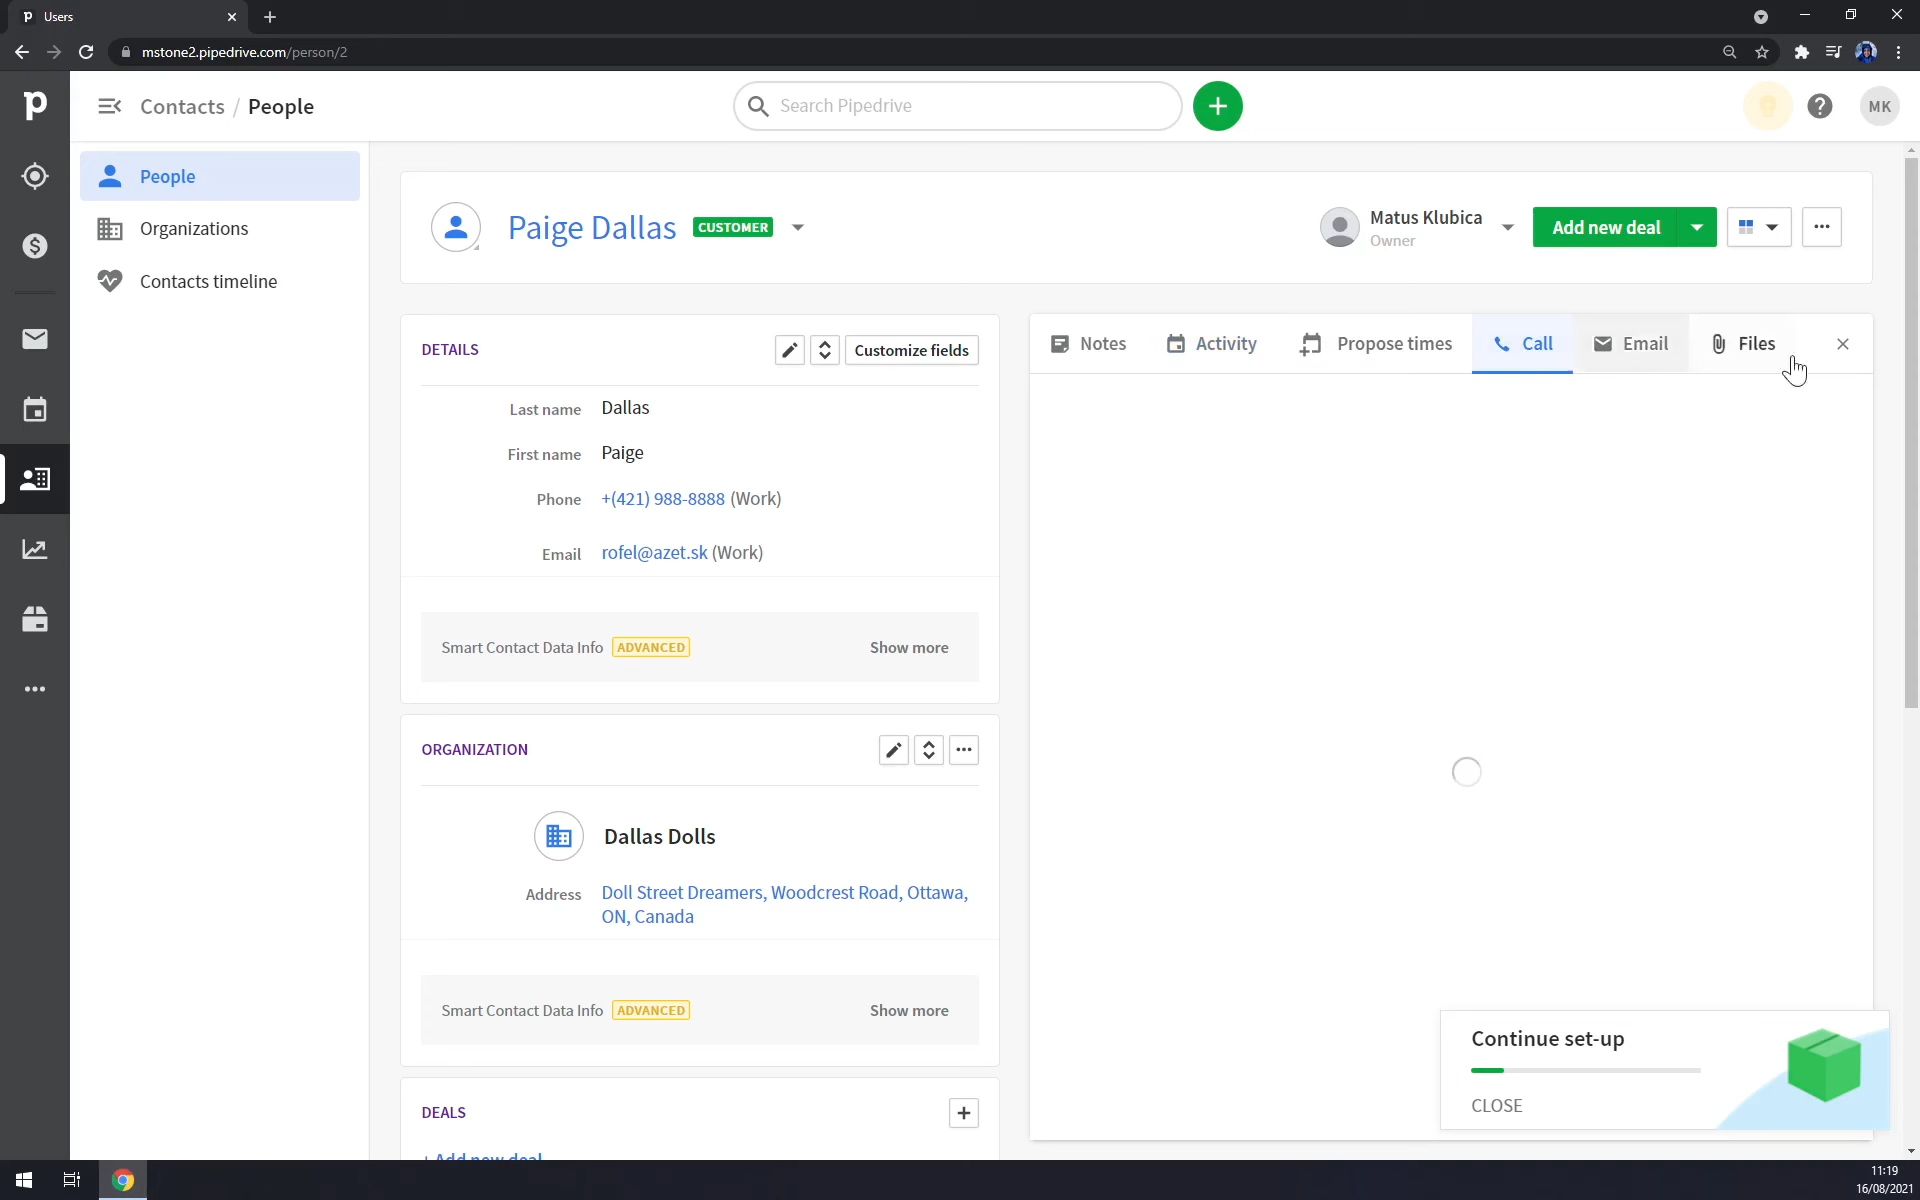 Users
mstone2.pipedrive.com/person/2
Contacts / People
Search Pipedrive
MK
People
Organizations
Contacts timeline
Paige Dallas
CUSTOMER
Matus Klubica
Owner
Add new deal
DETAILS
Customize fields
Last name Dallas
First name Paige
Phone +(421) 988-8888 (Work)
Email rofel@azet.sk (Work)
Smart Contact Data Info ADVANCED Show more
ORGANIZATION
Dallas Dolls
Address Doll Street Dreamers, Woodcrest Road, Ottawa,
ON, Canada
Smart Contact Data Info ADVANCED Show more
DEALS
+ Add new deal
Notes Activity Propose times Call Email Files
Continue set-up
CLOSE
11:19
16/08/2021